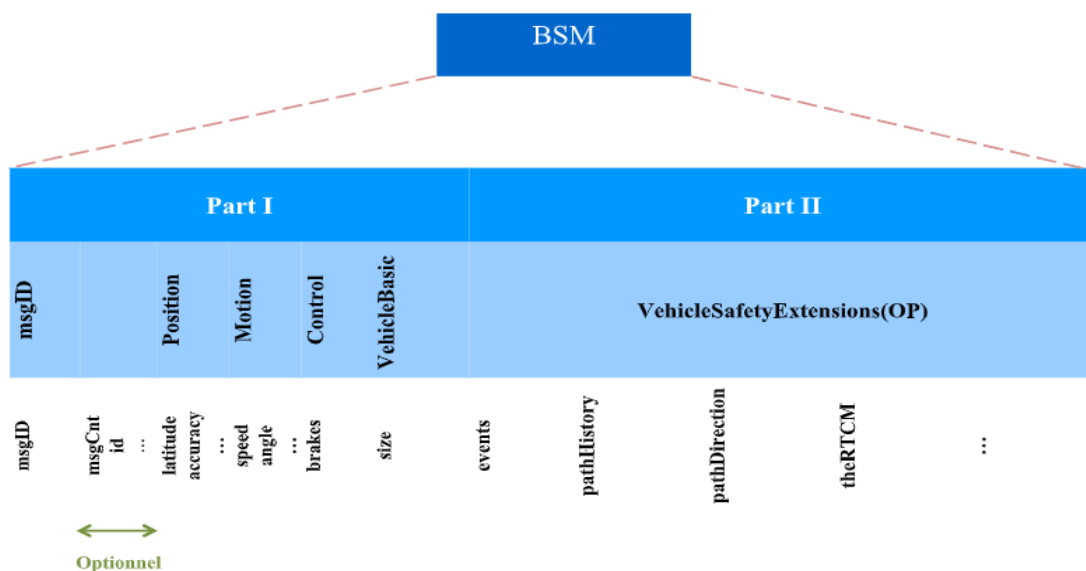 BSM
Part I
Part II
msgID
Position
Motion
Control
VehicleBasic
VehicleSafetyExtensions(OP)
msgID
msgCnt
id
...
latitude
accuracy
...
speed
angle
...
brakes
size
events
pathHistory
pathDirection
theRTCM
...
Optionnel